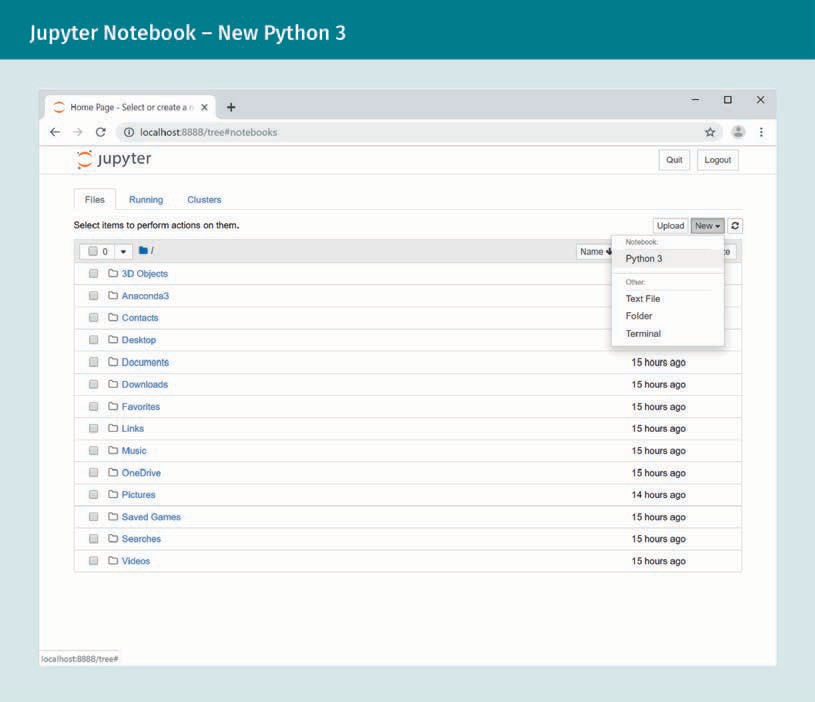 Jupyter Notebook – New Python 3
Home Page - Select or create a n
localhost:8888/tree#notebooks
jupyter
Quit Logout
Files Running Clusters
Select items to perform actions on them.
Upload New
0 / Name
Notebook:
Python 3
Other:
Text File
Folder
Terminal
3D Objects
Anaconda3
Contacts
Desktop
Documents 15 hours ago
Downloads 15 hours ago
Favorites 15 hours ago
Links 15 hours ago
Music 15 hours ago
OneDrive 15 hours ago
Pictures 14 hours ago
Saved Games 15 hours ago
Searches 15 hours ago
Videos 15 hours ago
localhost:8888/tree#